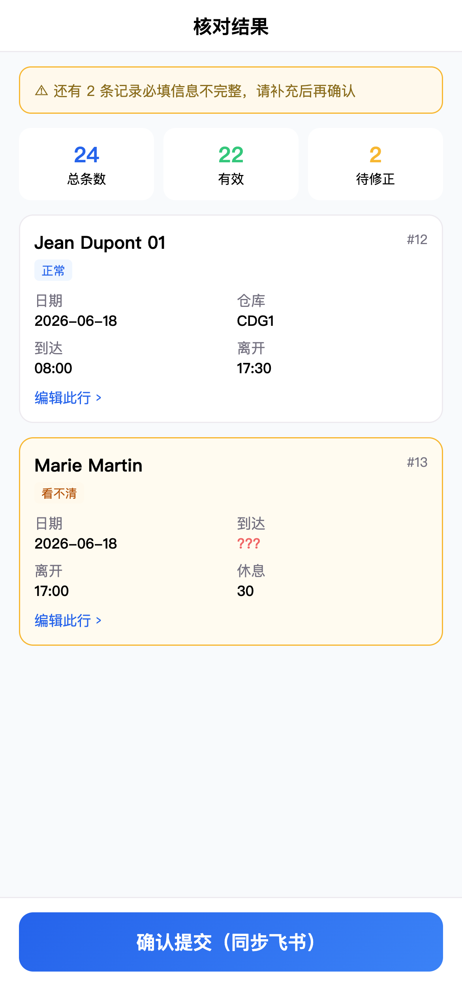 核对结果
⚠ 还有 2 条记录必填信息不完整，请补充后再确认
24
总条数
22
有效
2
待修正
Jean Dupont 01
#12
正常
日期
2026-06-18
仓库
CDG1
到达
08:00
离开
17:30
编辑此行 >
Marie Martin
#13
看不清
日期
2026-06-18
到达
???
离开
17:00
休息
30
编辑此行 >
确认提交（同步飞书）